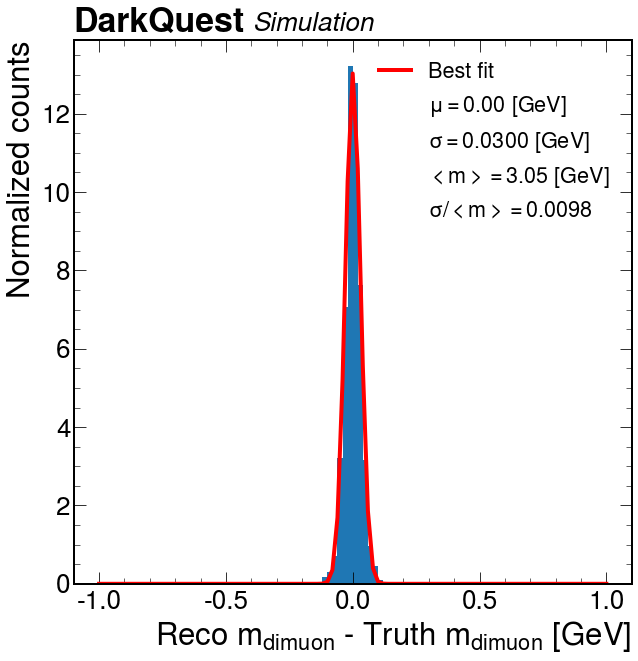 DarkQuest Simulation
Normalized counts
12
10
8
6
4
2
0
Best fit
μ = 0.00 [GeV]
σ = 0.0300 [GeV]
< m > = 3.05 [GeV]
σ/< m > = 0.0098
-1.0 -0.5 0.0 0.5 1.0
Reco m_dimuon - Truth m_dimuon [GeV]